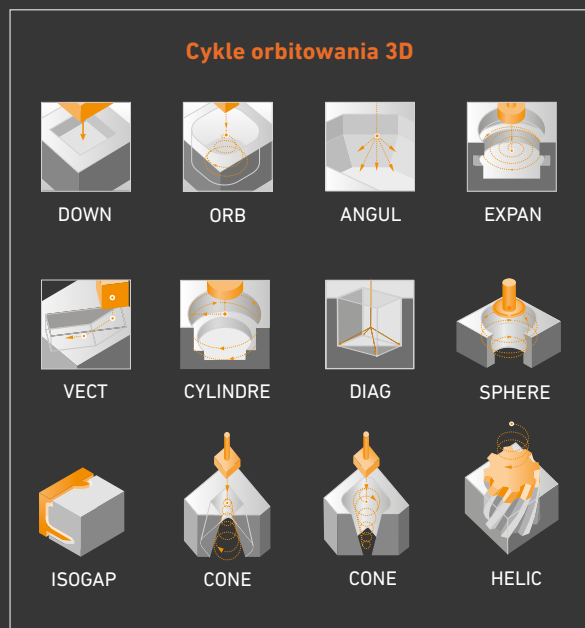 Cykle orbitowania 3D
DOWN
ORB
ANGUL
EXPAN
VECT
CYLINDRE
DIAG
SPHERE
ISOGAP
CONE
CONE
HELIC